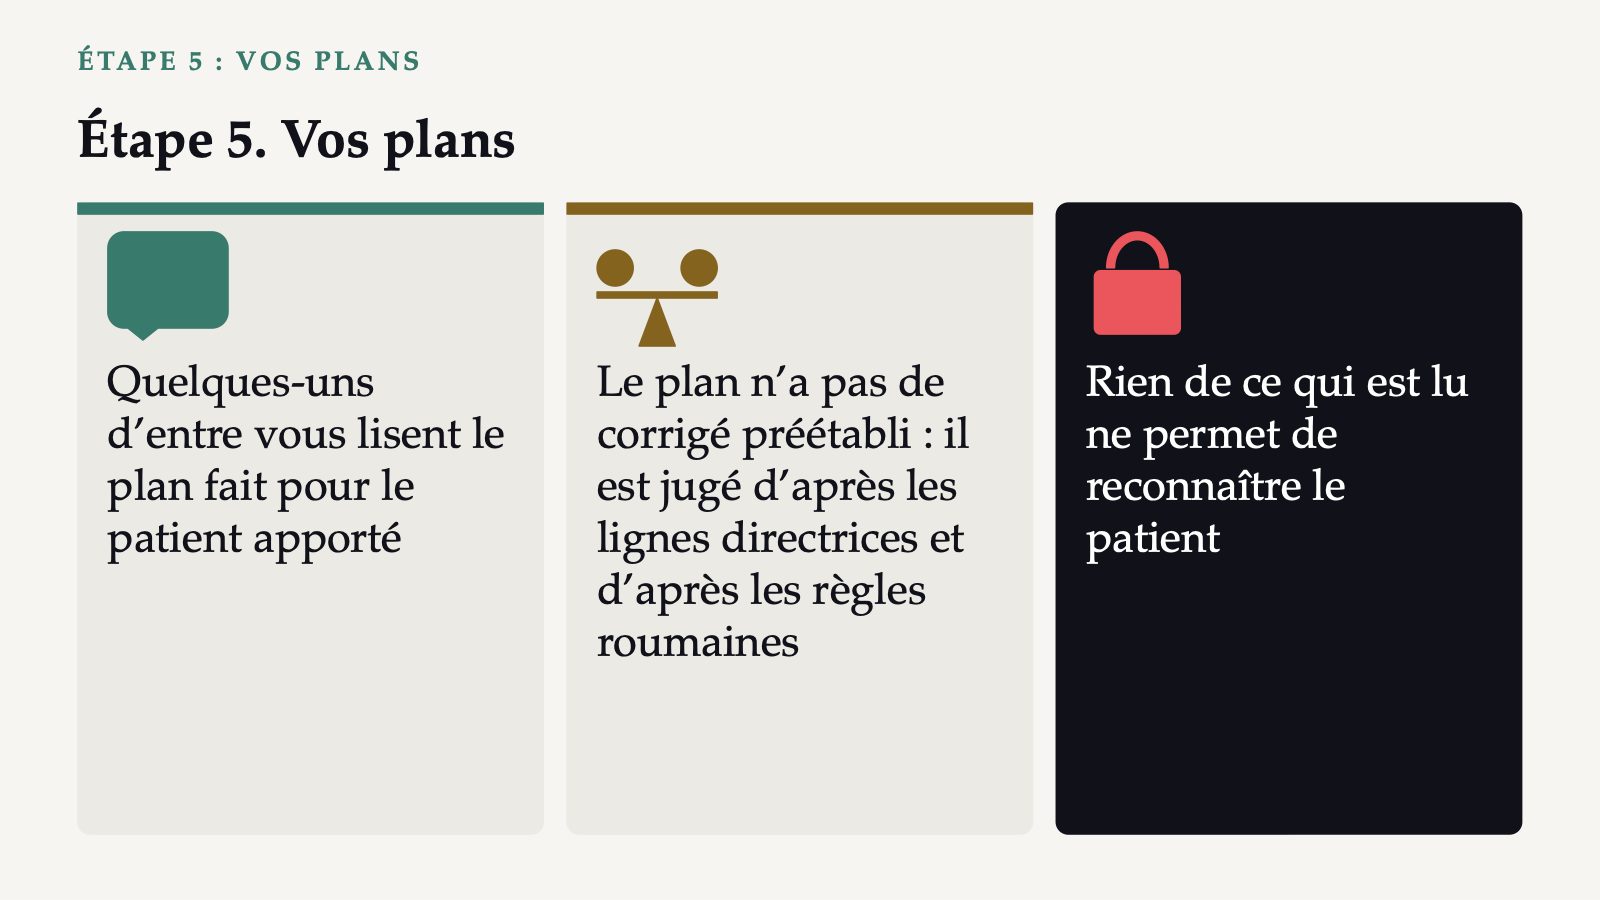 ÉTAPE 5 : VOS PLANS
Étape 5. Vos plans
Quelques-uns
d’entre vous lisent le
plan fait pour le
patient apporté
Le plan n’a pas de
corrigé préétabli : il
est jugé d’après les
lignes directrices et
d’après les règles
roumaines
Rien de ce qui est lu
ne permet de
reconnaître le
patient